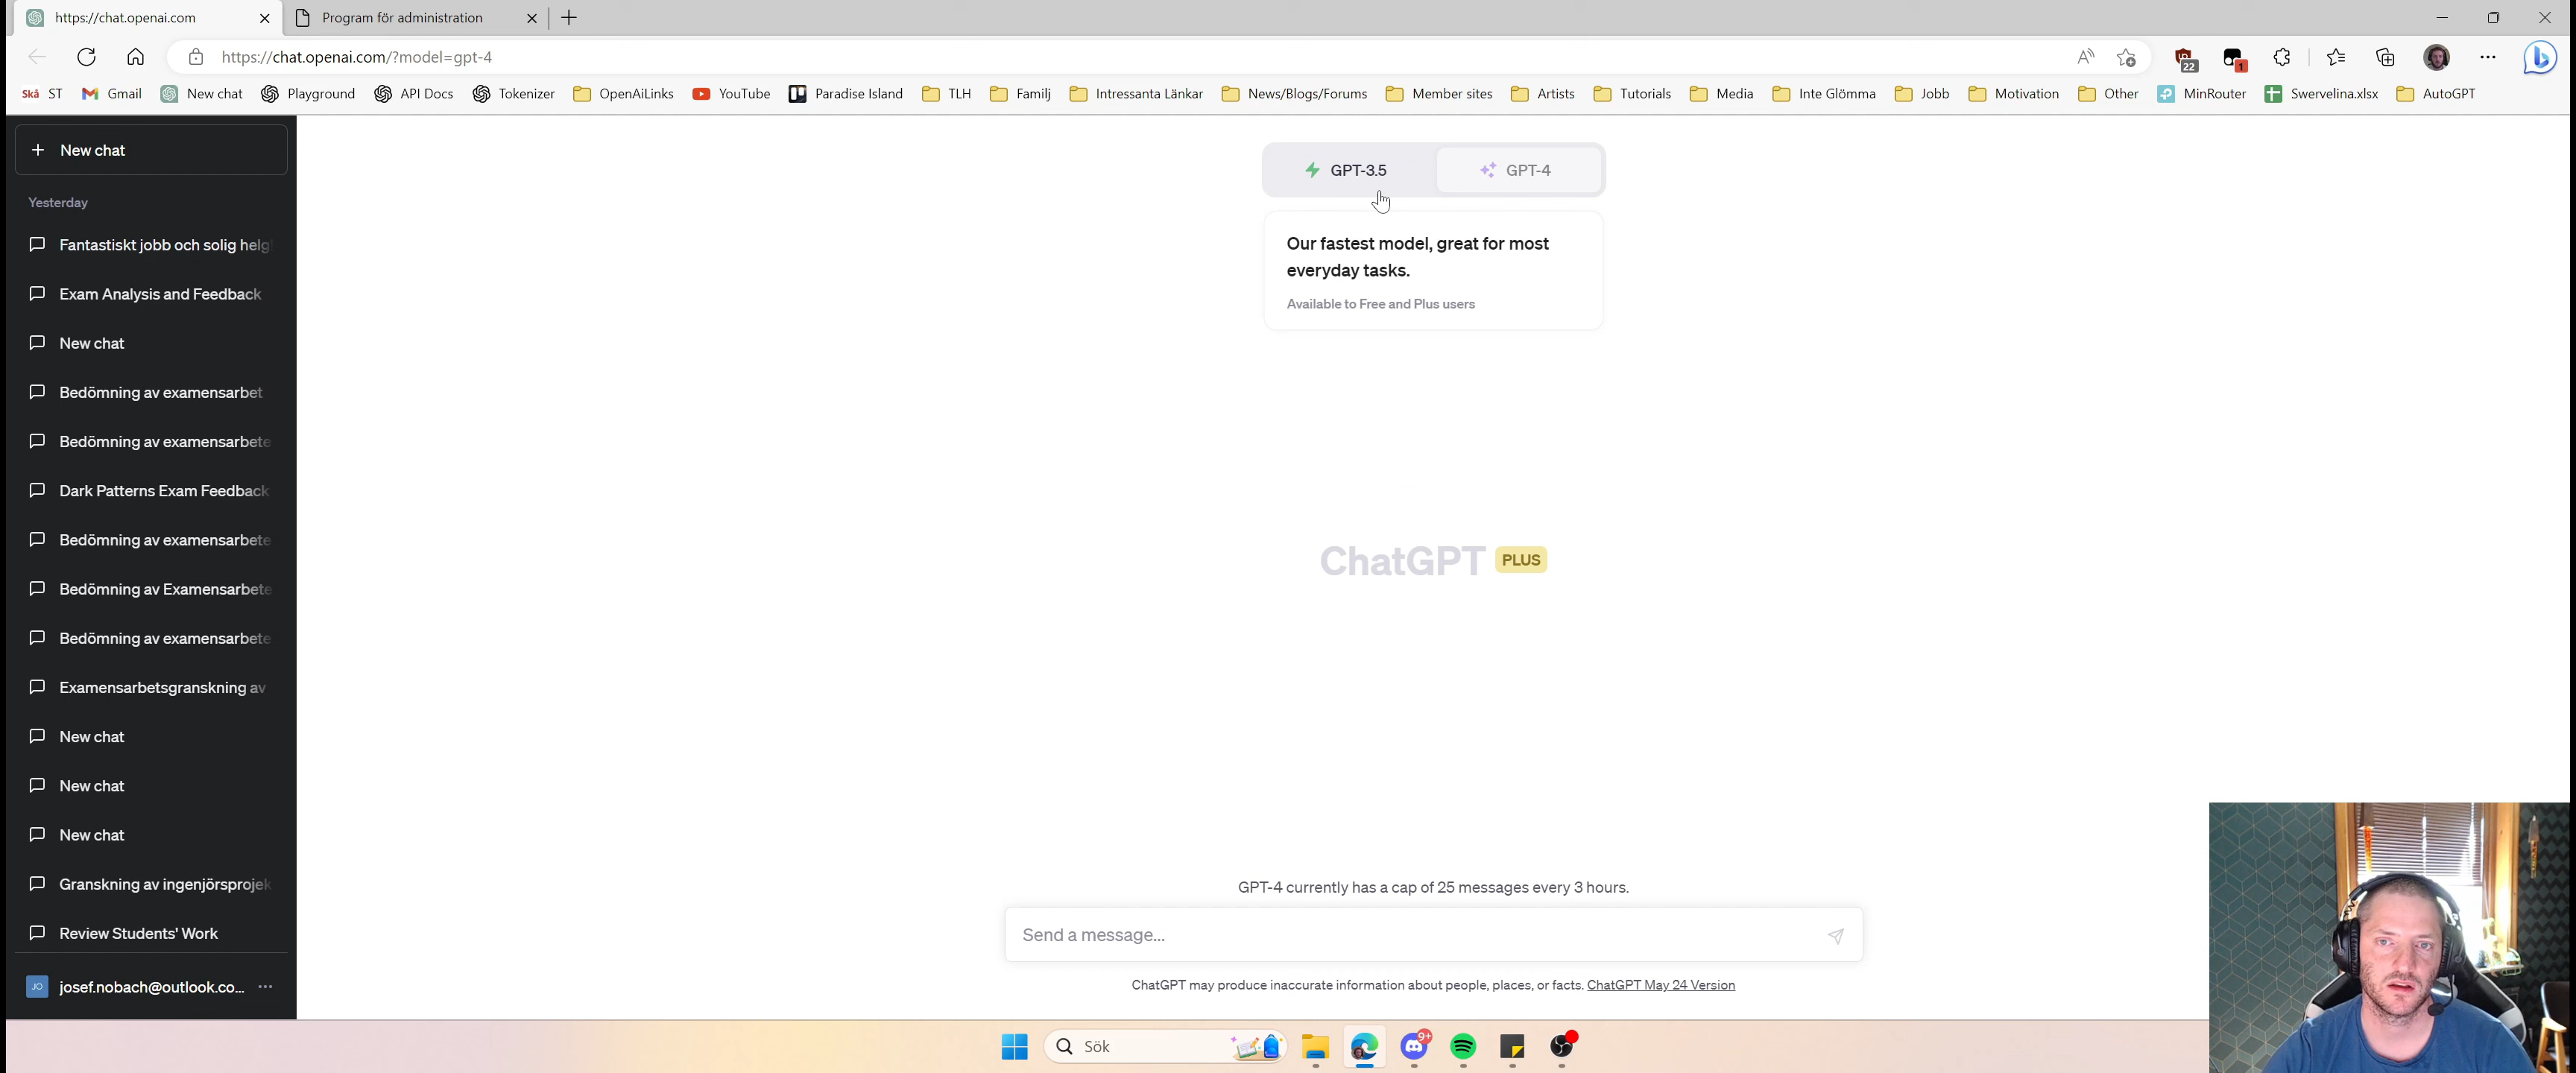 https://chat.openai.com
Program för administration
https://chat.openai.com/?model=gpt-4
22
1
Skå ST
Gmail
New chat
Playground
API Docs
Tokenizer
OpenAiLinks
YouTube
Paradise Island
TLH
Familj
Intressanta Länkar
News/Blogs/Forums
Member sites
Artists
Tutorials
Media
Inte Glömma
Jobb
Motivation
Other
MinRouter
Swervelina.xlsx
AutoGPT
New chat
Yesterday
Fantastiskt jobb och solig helg
Exam Analysis and Feedback
New chat
Bedömning av examensarbet
Bedömning av examensarbete
Dark Patterns Exam Feedback
Bedömning av examensarbete
Bedömning av Examensarbete
Bedömning av examensarbete
Examensarbetsgranskning av
New chat
New chat
New chat
Granskning av ingenjörsprojek
Review Students' Work
JO josef.nobach@outlook.co...
GPT-3.5
GPT-4
Our fastest model, great for most
everyday tasks.
Available to Free and Plus users
ChatGPT PLUS
GPT-4 currently has a cap of 25 messages every 3 hours.
Send a message...
ChatGPT may produce inaccurate information about people, places, or facts. ChatGPT May 24 Version
Sök
9+